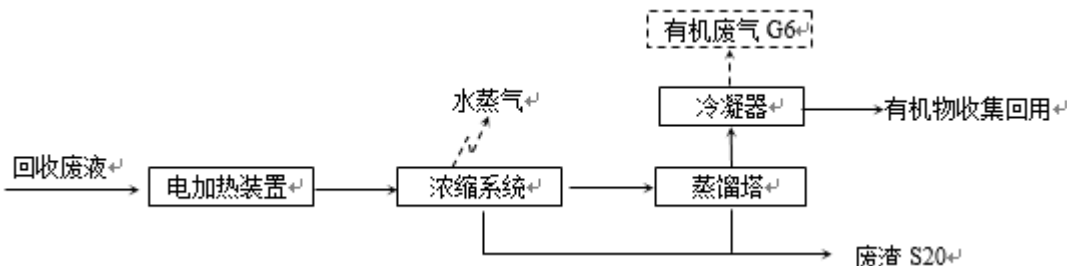 有机废气 G6↵
水蒸气↵
冷凝器↵
有机物收集回用↵
回收废液↵
电加热装置↵
浓缩系统↵
蒸馏塔↵
废渣 S20↵